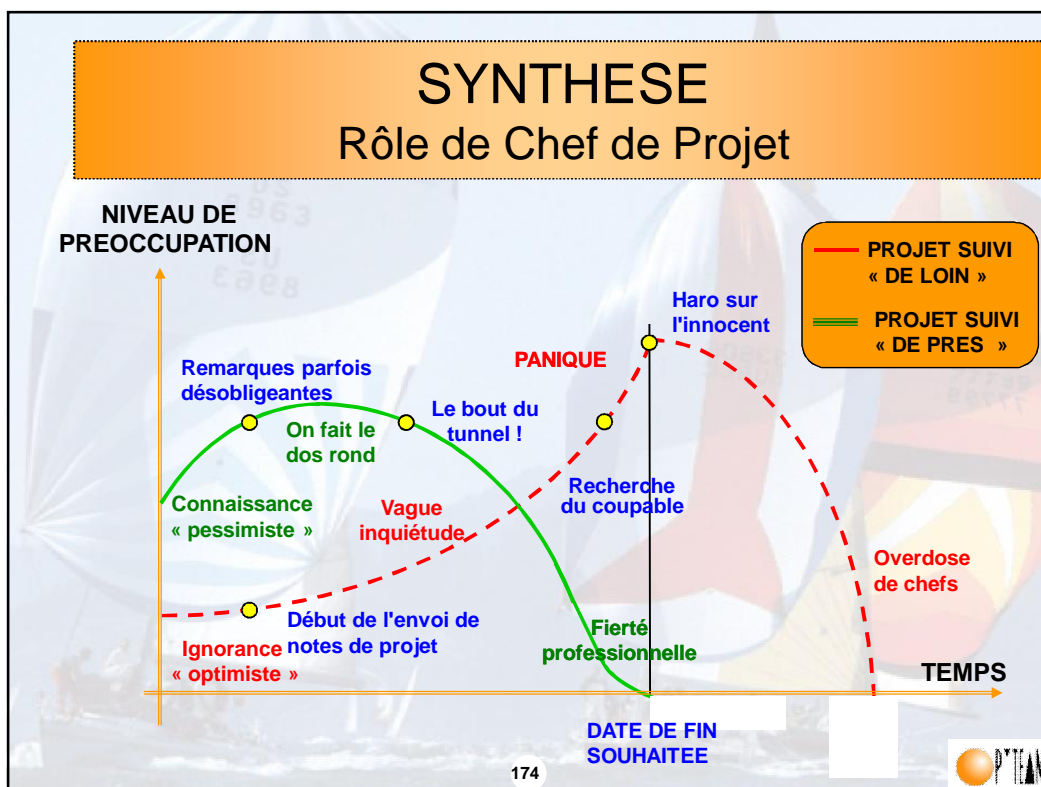 SYNTHESE
Rôle de Chef de Projet
NIVEAU DE
PREOCCUPATION
PROJET SUIVI
« DE LOIN »
PROJET SUIVI
« DE PRES »
Haro sur
l'innocent
PANIQUE
Remarques parfois
désobligeantes
Le bout du
tunnel !
On fait le
dos rond
Recherche
du coupable
Connaissance
« pessimiste »
Vague
inquiétude
Overdose
de chefs
Début de l'envoi de
notes de projet
Fierté
professionnelle
Ignorance
« optimiste »
TEMPS
DATE DE FIN
SOUHAITEE
174